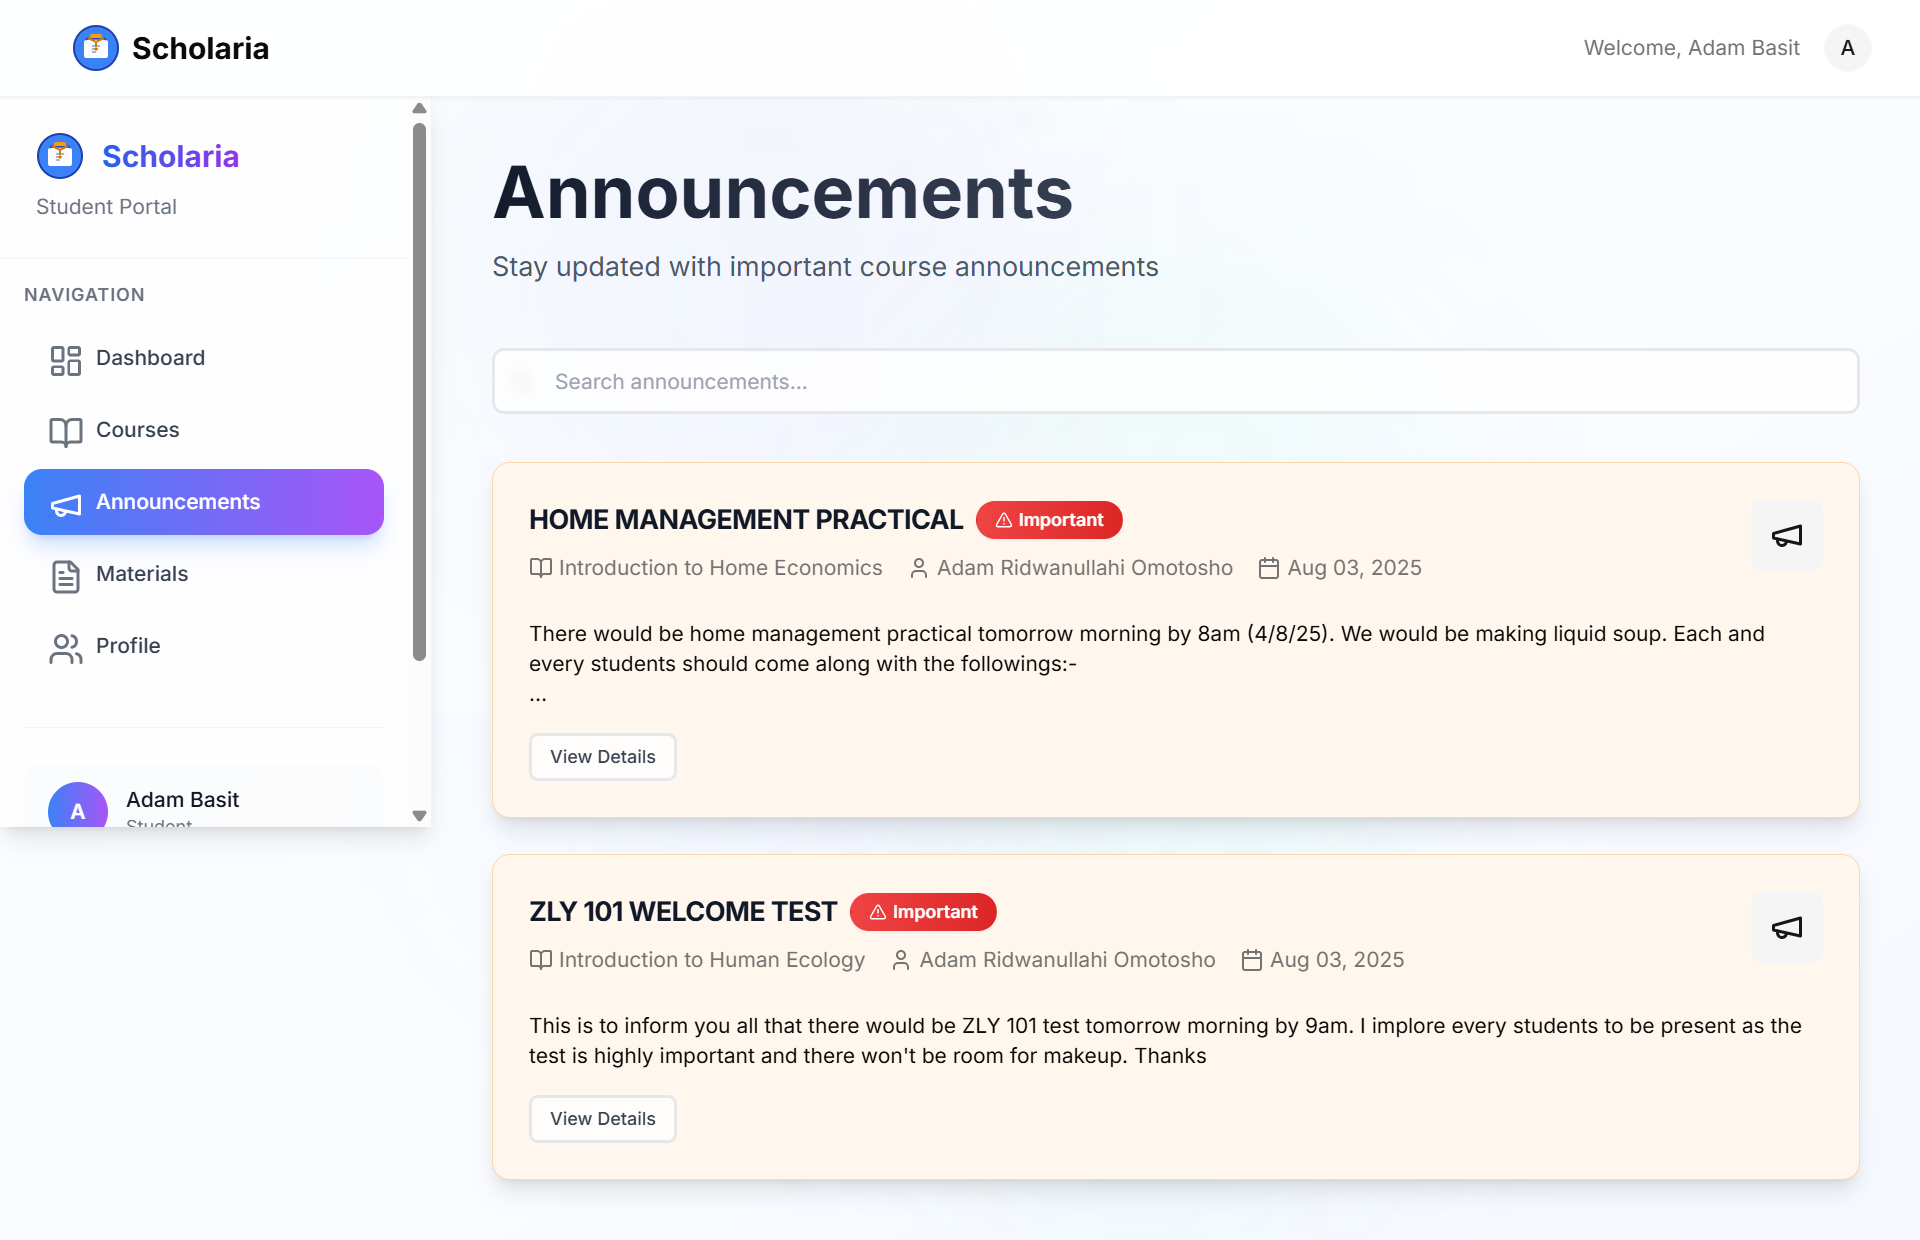 Scholaria
Welcome, Adam Basit
A
Scholaria
Student Portal
NAVIGATION
Dashboard
Courses
Announcements
Materials
Profile
A
Adam Basit
Student
Announcements
Stay updated with important course announcements
Search announcements...
HOME MANAGEMENT PRACTICAL
Important
Introduction to Home Economics
Adam Ridwanullahi Omotosho
Aug 03, 2025
There would be home management practical tomorrow morning by 8am (4/8/25). We would be making liquid soup. Each and
every students should come along with the followings:-
...
View Details
ZLY 101 WELCOME TEST
Important
Introduction to Human Ecology
Adam Ridwanullahi Omotosho
Aug 03, 2025
This is to inform you all that there would be ZLY 101 test tomorrow morning by 9am. I implore every students to be present as the
test is highly important and there won't be room for makeup. Thanks
View Details